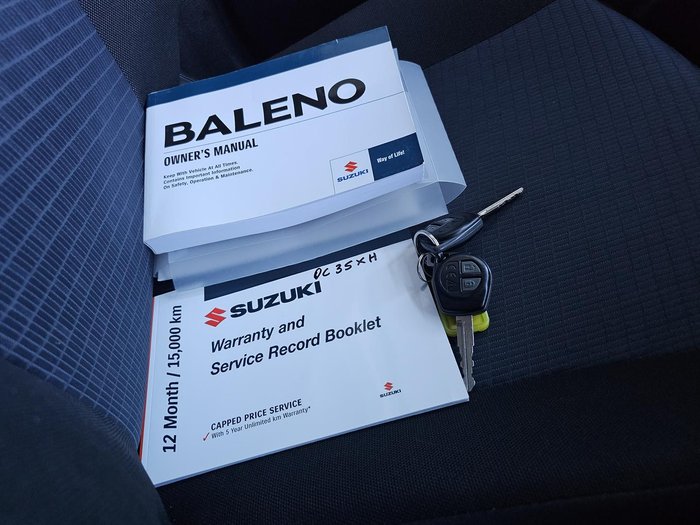 BALENO
OWNER'S MANUAL
Keep With Vehicle At All Times.
Contains Important Information
On Safety, Operation & Maintenance.
SUZUKI
Way of Life!
DC35XH
SUZUKI
Warranty and
Service Record Booklet
12 Month / 15,000 km
CAPPED PRICE SERVICE
With 5 Year Unlimited km Warranty*
SUZUKI